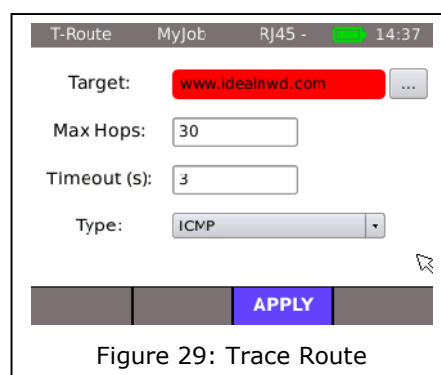 T-Route MyJob RJ45 - 14:37
Target: www.idealnwd.com ...
Max Hops: 30
Timeout (s): 3
Type: ICMP
APPLY
Figure 29: Trace Route